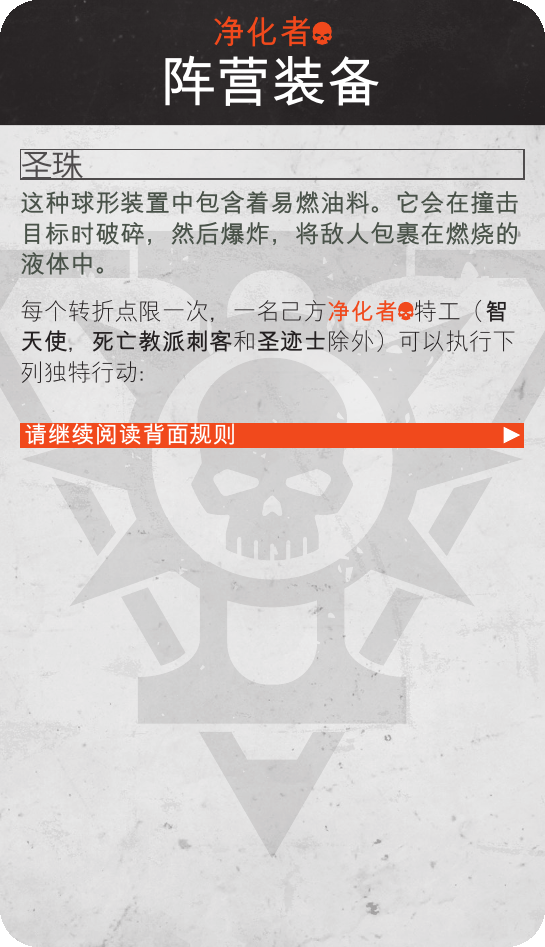 净化者
阵营装备
圣珠
这种球形装置中包含着易燃油料。它会在撞击
目标时破碎，然后爆炸，将敌人包裹在燃烧的
液体中。
每个转折点限一次，一名己方净化者特工（智
天使，死亡教派刺客和圣迹士除外）可以执行下
列独特行动:
请继续阅读背面规则